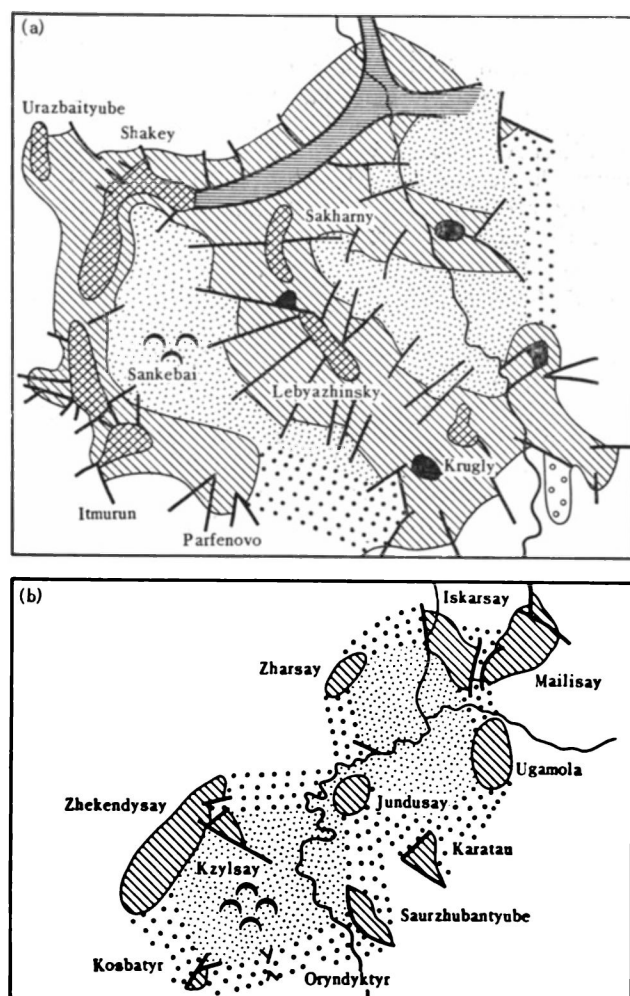 (a)
Urazbaityube
Shakey
Sakharny
Sankebai
Lebyazhinsky
Krugly
Itmurun
Parfenovo
(b)
Iskarsay
Zharsay
Mailisay
Ugamola
Zhekendysay
Jundusay
Karatau
Kzylsay
Saurzhubantyube
Kosbatyr
Oryndyktyr